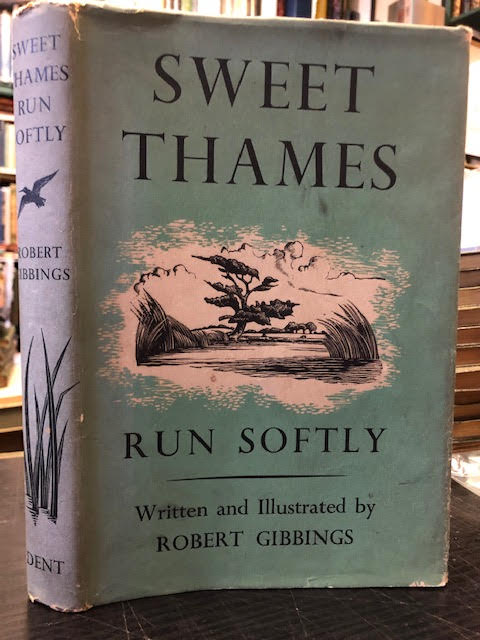 SWEET
THAMES
RUN SOFTLY
Written and Illustrated by
ROBERT GIBBINGS
SWEET
THAMES
RUN
SOFTLY
ROBERT
GIBBINGS
DENT